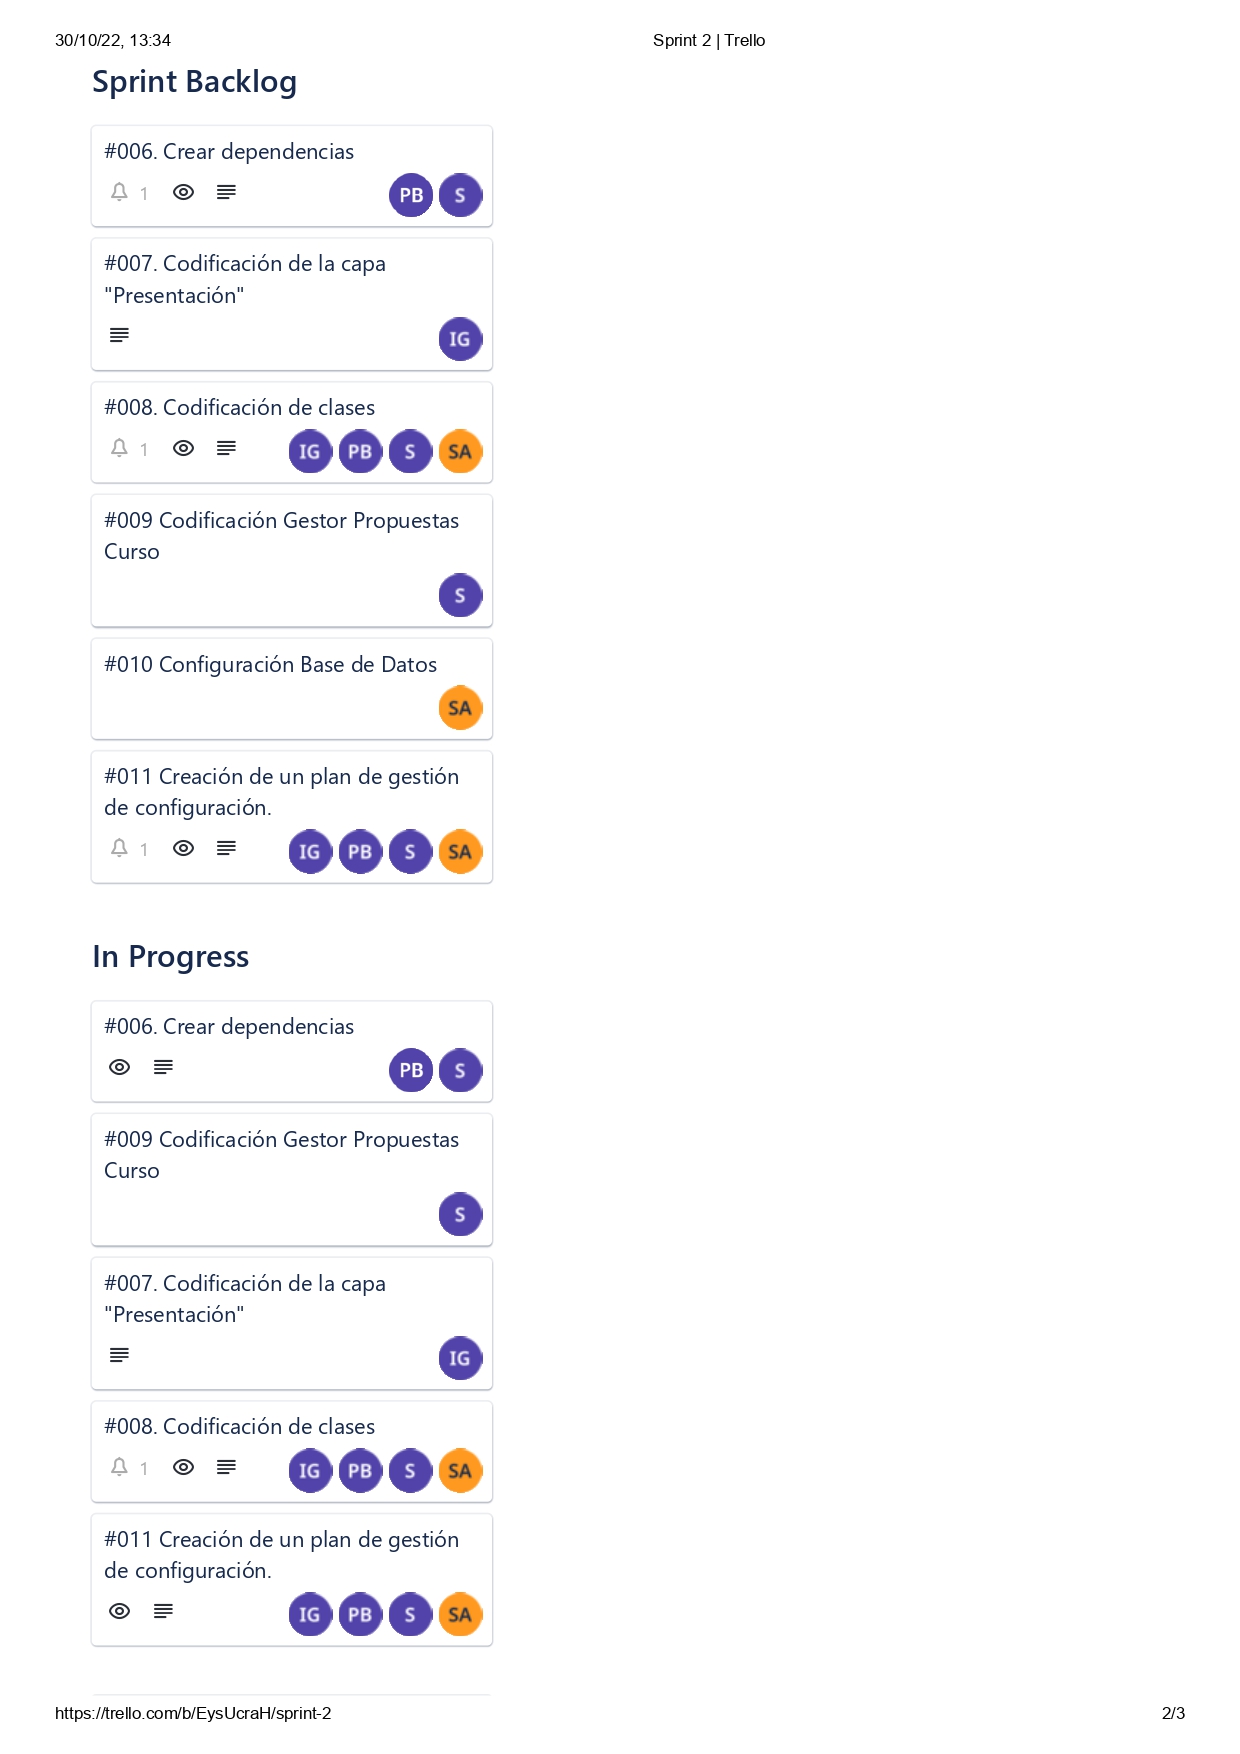 30/10/22, 13:34
Sprint 2 | Trello
Sprint Backlog
#006. Crear dependencias
1
PB S
#007. Codificación de la capa
"Presentación"
IG
#008. Codificación de clases
1
IG PB S SA
#009 Codificación Gestor Propuestas
Curso
S
#010 Configuración Base de Datos
SA
#011 Creación de un plan de gestión
de configuración.
1
IG PB S SA
In Progress
#006. Crear dependencias
PB S
#009 Codificación Gestor Propuestas
Curso
S
#007. Codificación de la capa
"Presentación"
IG
#008. Codificación de clases
1
IG PB S SA
#011 Creación de un plan de gestión
de configuración.
IG PB S SA
https://trello.com/b/EysUcraH/sprint-2
2/3